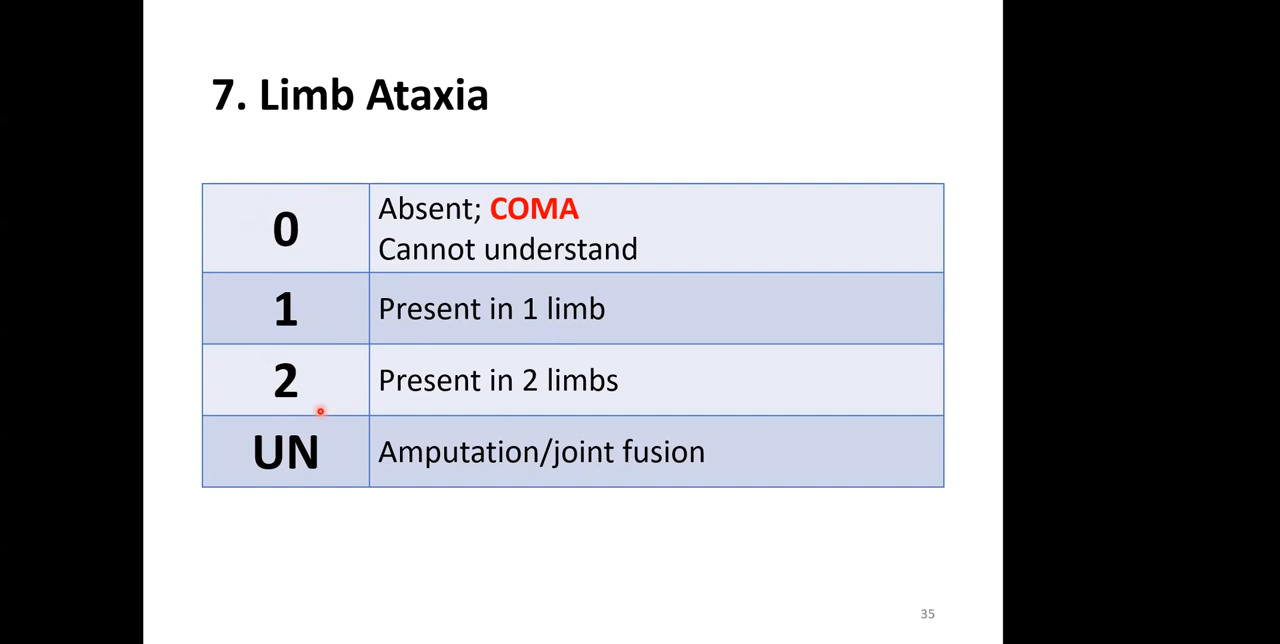 7. Limb Ataxia
0
Absent; COMA
Cannot understand
1
Present in 1 limb
2
Present in 2 limbs
UN
Amputation/joint fusion
35